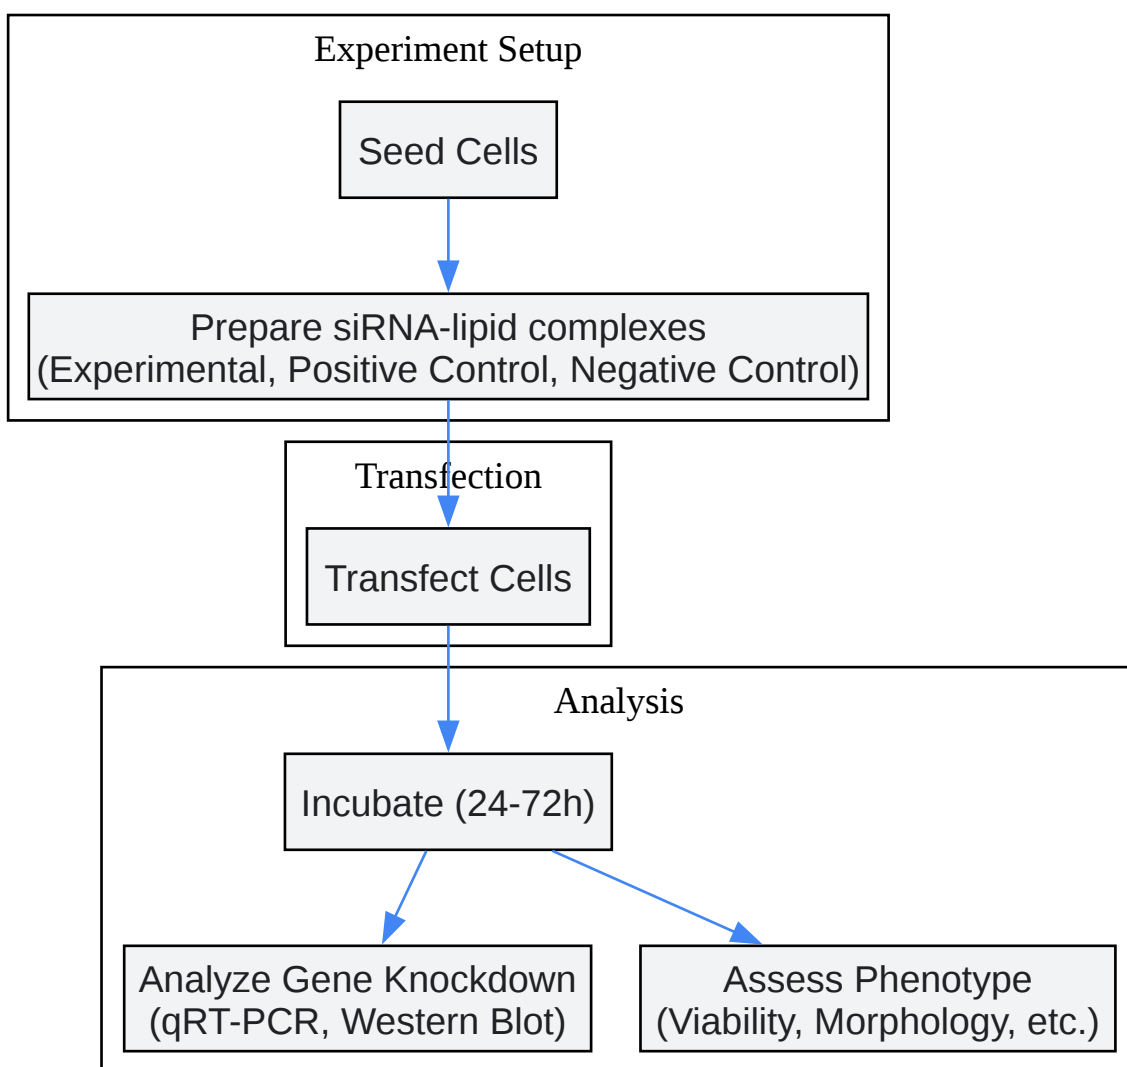 Experiment Setup
Seed Cells
Prepare siRNA-lipid complexes
(Experimental, Positive Control, Negative Control)
Transfection
Transfect Cells
Analysis
Incubate (24-72h)
Analyze Gene Knockdown
(qRT-PCR, Western Blot)
Assess Phenotype
(Viability, Morphology, etc.)